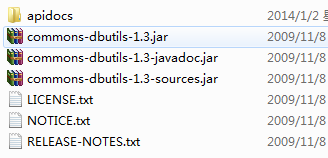 apidocs 2014/1/2
commons-dbutils-1.3.jar 2009/11/8
commons-dbutils-1.3-javadoc.jar 2009/11/8
commons-dbutils-1.3-sources.jar 2009/11/8
LICENSE.txt 2009/11/8
NOTICE.txt 2009/11/8
RELEASE-NOTES.txt 2009/11/8